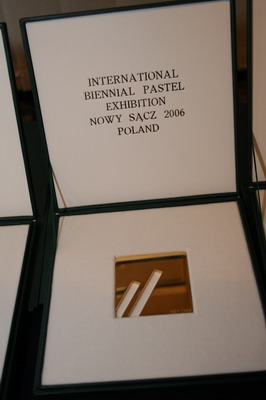 INTERNATIONAL
BIENNIAL PASTEL
EXHIBITION
NOWY SĄCZ 2006
POLAND